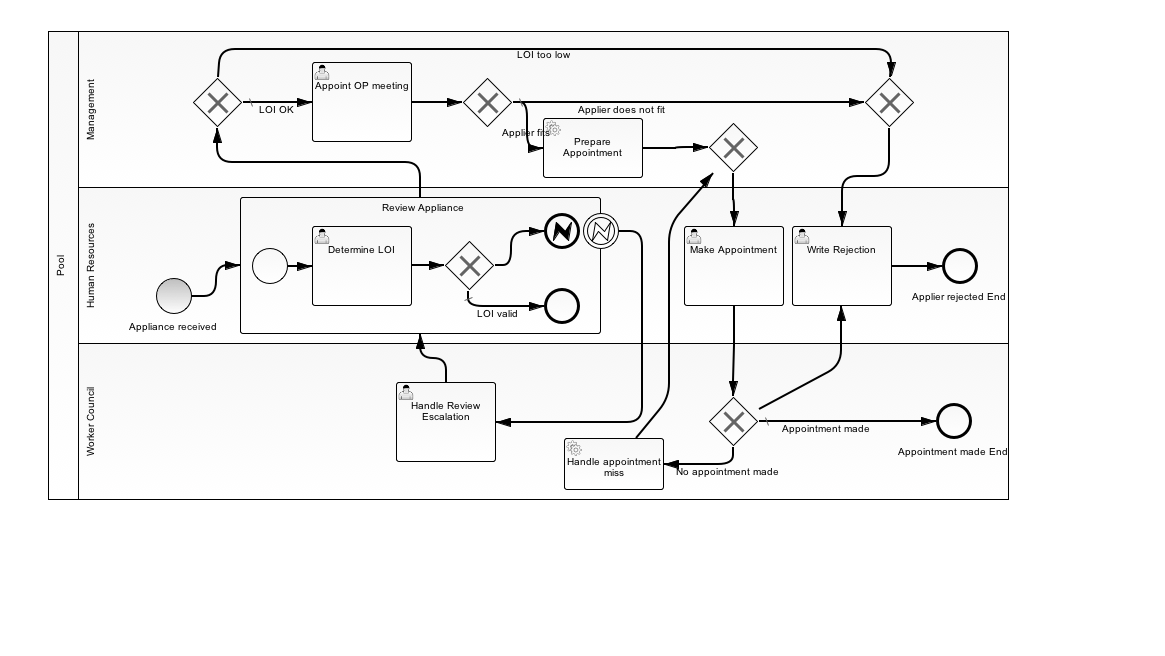 Pool
Management
LOI too low
LOI OK
Appoint OP meeting
Applier does not fit
Applier fits
Prepare
Appointment
Human Resources
Appliance received
Review Appliance
Determine LOI
LOI valid
Make Appointment
Write Rejection
Applier rejected End
Worker Council
Handle Review
Escalation
Handle appointment
miss
No appointment made
Appointment made
Appointment made End